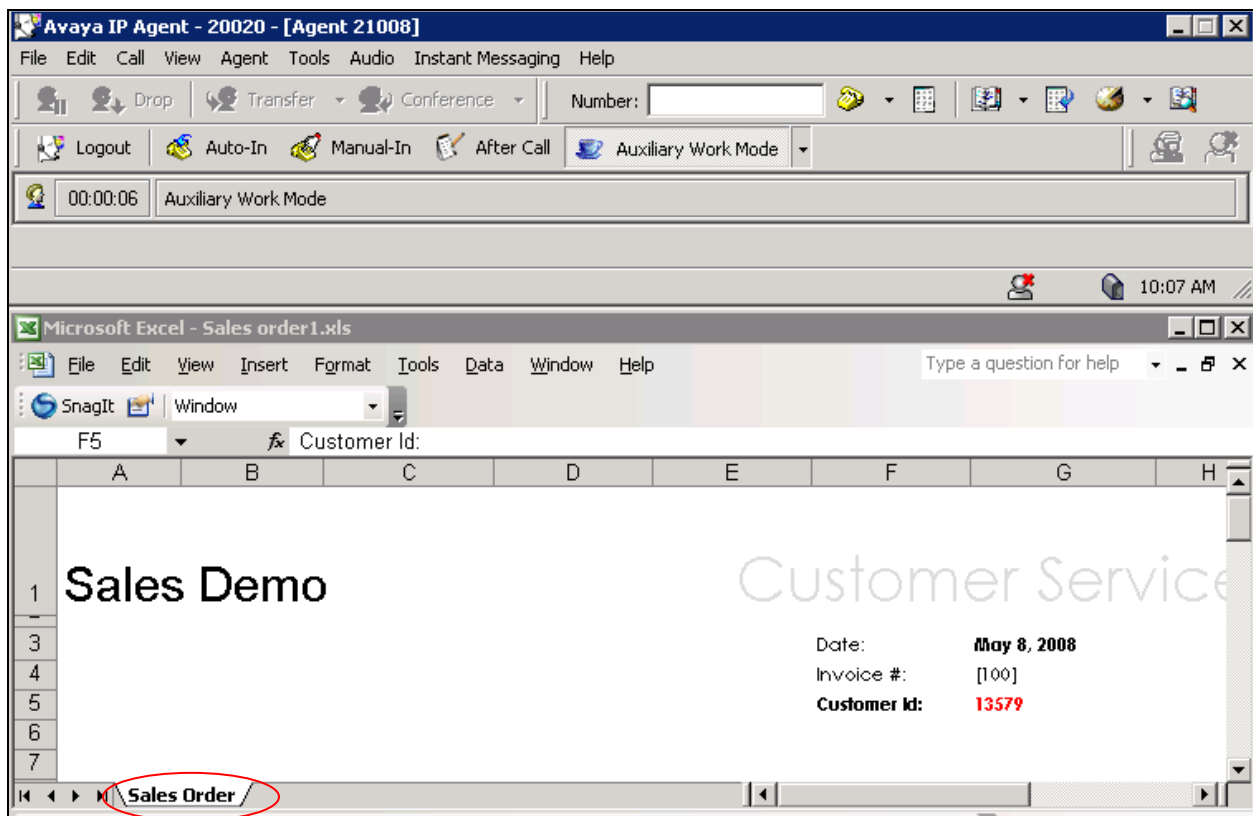 Avaya IP Agent - 20020 - [Agent 21008]
File Edit Call View Agent Tools Audio Instant Messaging Help
Drop Transfer Conference Number:
Logout Auto-In Manual-In After Call Auxiliary Work Mode
00:00:06 Auxiliary Work Mode
10:07 AM
Microsoft Excel - Sales order1.xls
File Edit View Insert Format Tools Data Window Help Type a question for help
SnagIt Window
F5 fx Customer Id:
A B C D E F G H
1 Sales Demo Customer Service
3 Date: May 8, 2008
4 Invoice #: [100]
5 Customer Id: 13579
6
7
Sales Order